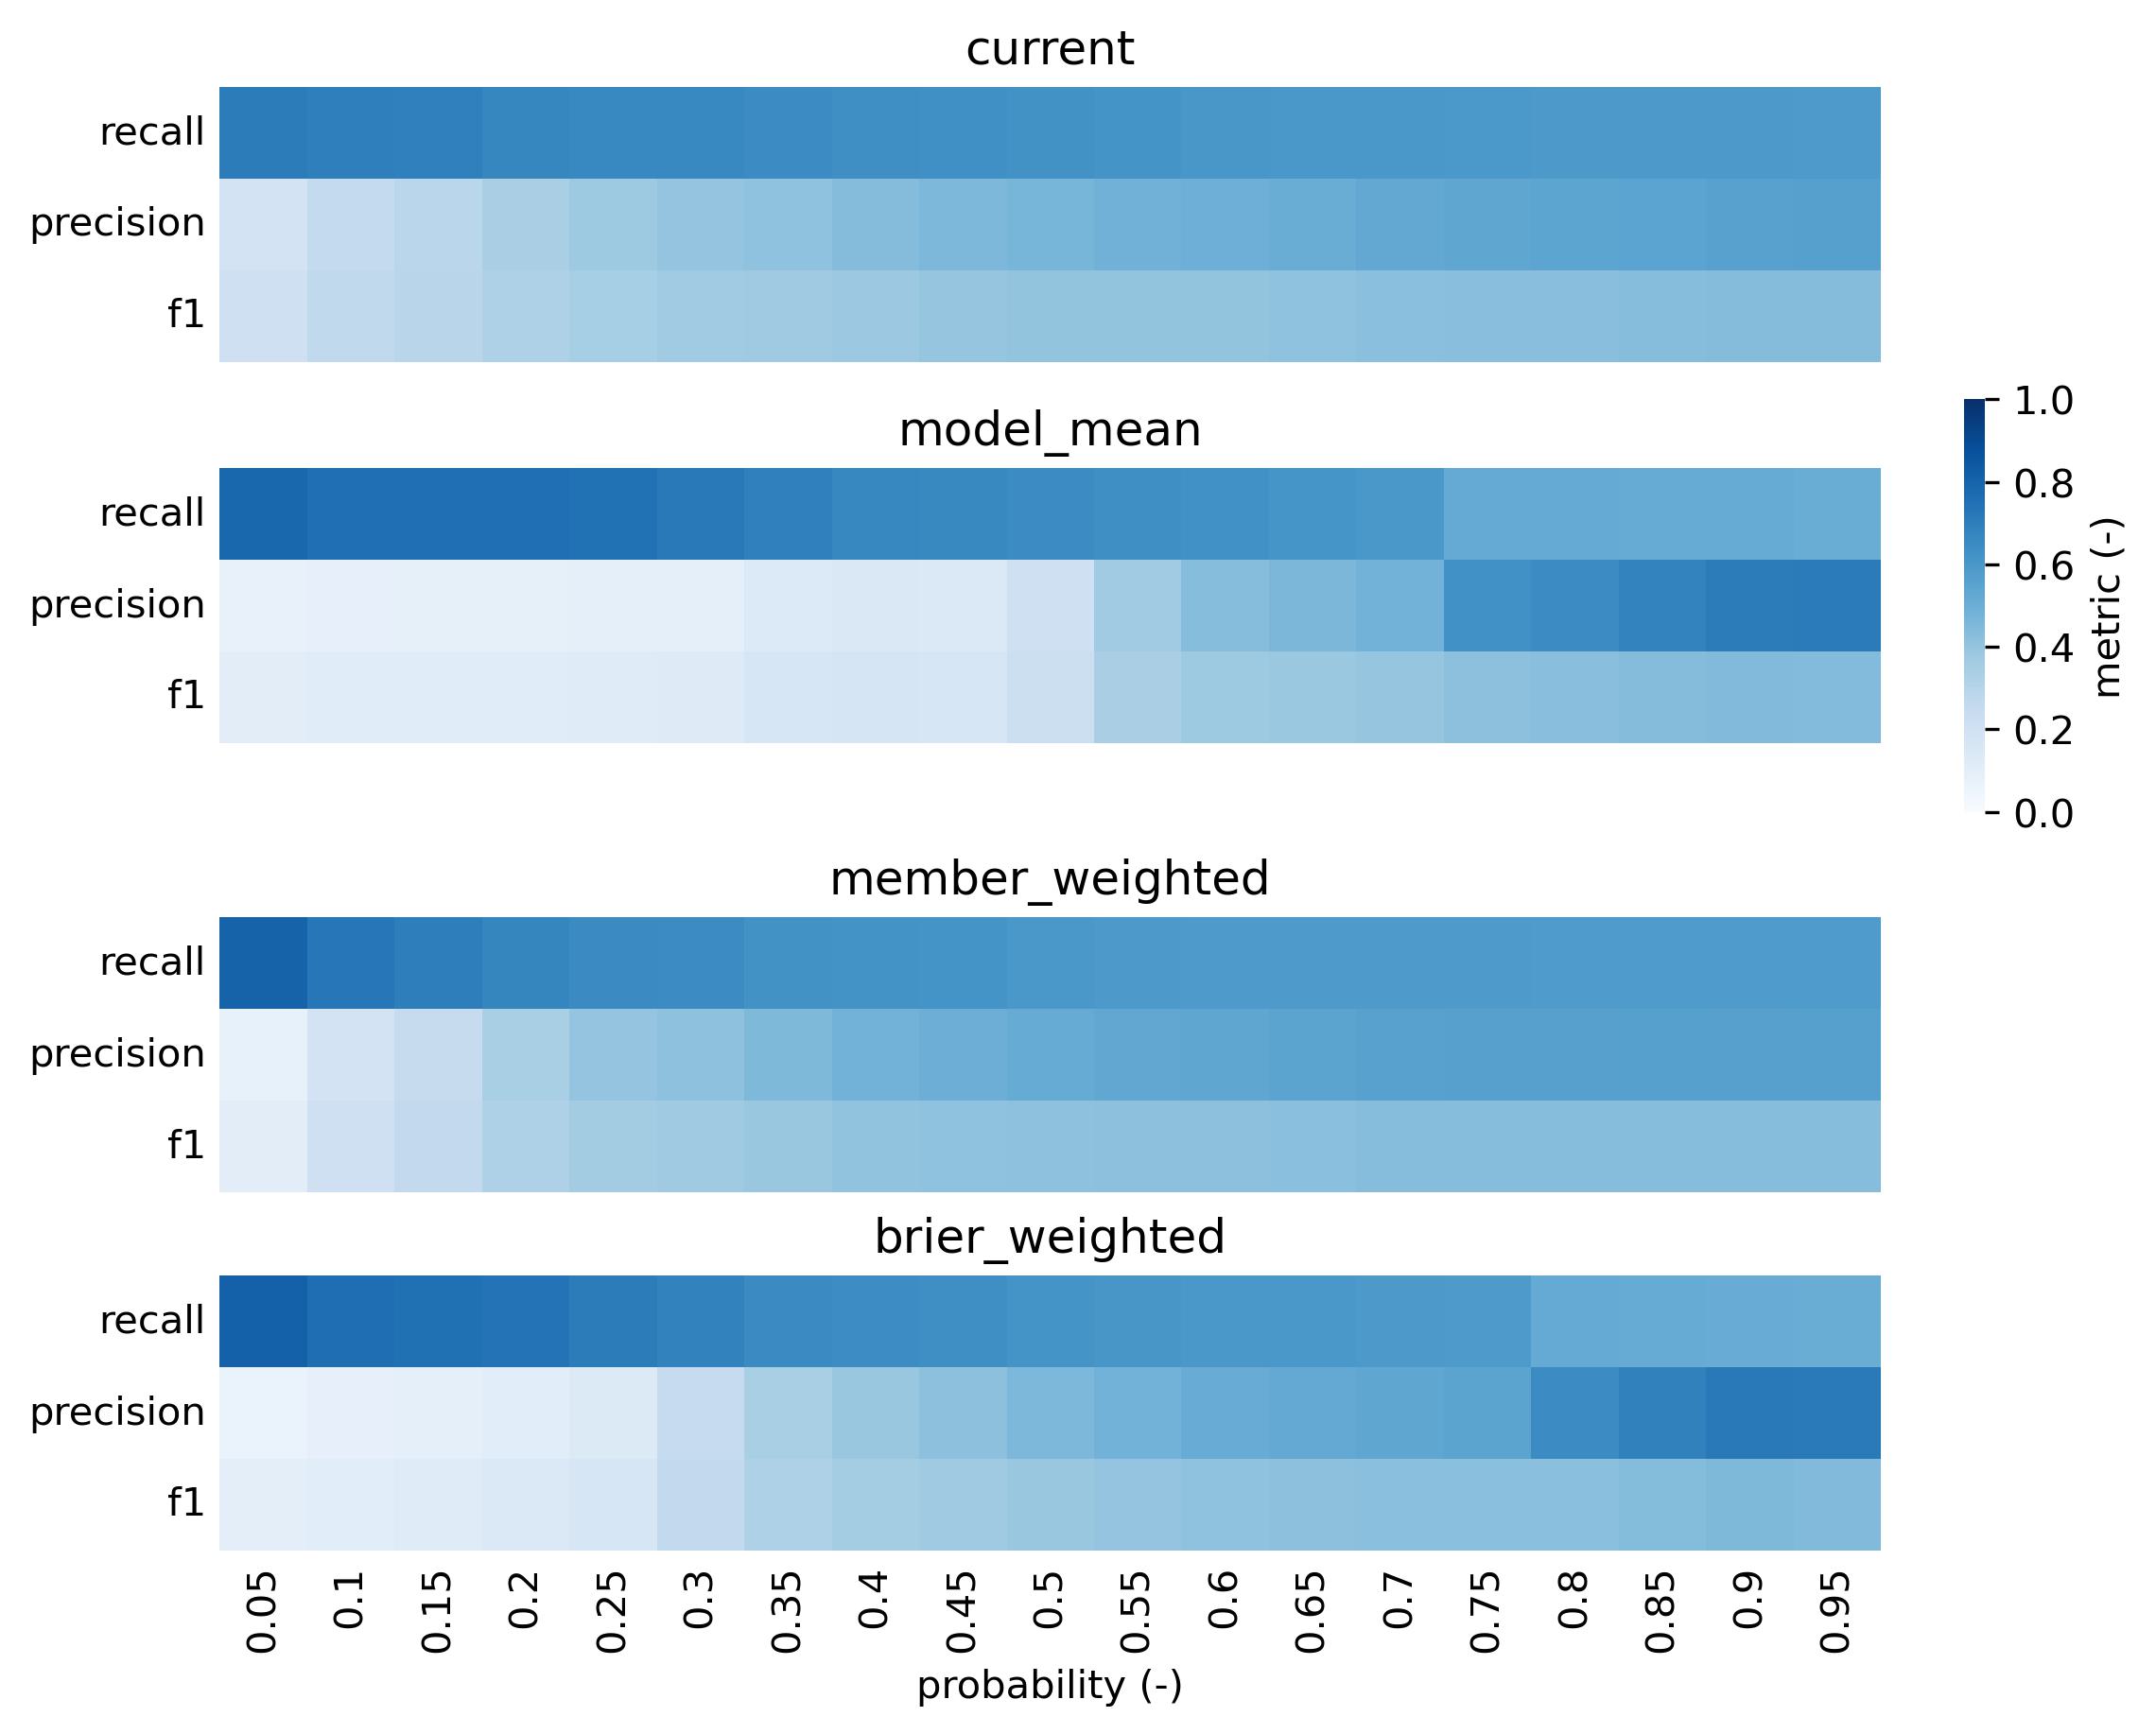 current
recall
precision
f1
model_mean
recall
precision
f1
1.0
0.8
0.6
0.4
0.2
0.0
metric (-)
member_weighted
recall
precision
f1
brier_weighted
recall
precision
f1
0.05 0.1 0.15 0.2 0.25 0.3 0.35 0.4 0.45 0.5 0.55 0.6 0.65 0.7 0.75 0.8 0.85 0.9 0.95
probability (-)